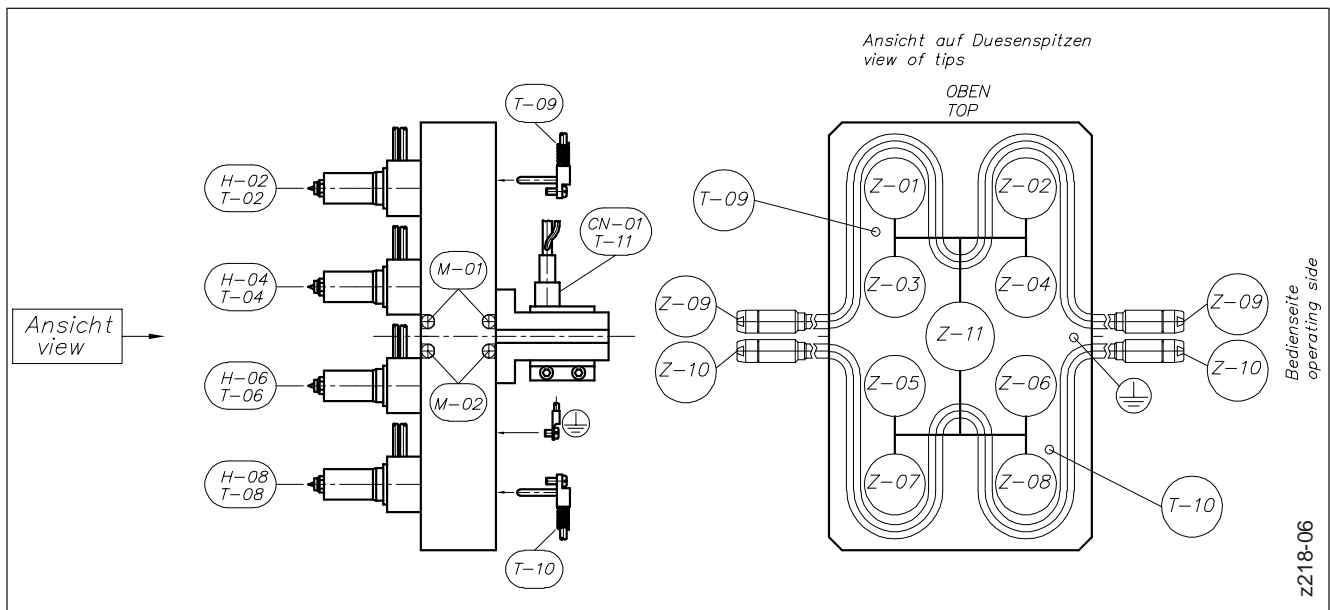 Ansicht auf Duesenspitzen
view of tips
OBEN
TOP
T-09
H-02
T-02
CN-01
T-11
H-04
T-04
M-01
Ansicht
view
H-06
T-06
M-02
H-08
T-08
T-10
Z-01
Z-02
T-09
Z-03
Z-04
Z-09
Z-09
Z-11
Z-10
Z-10
Z-05
Z-06
Z-07
Z-08
T-10
Bedienseite
operating side
z218-06